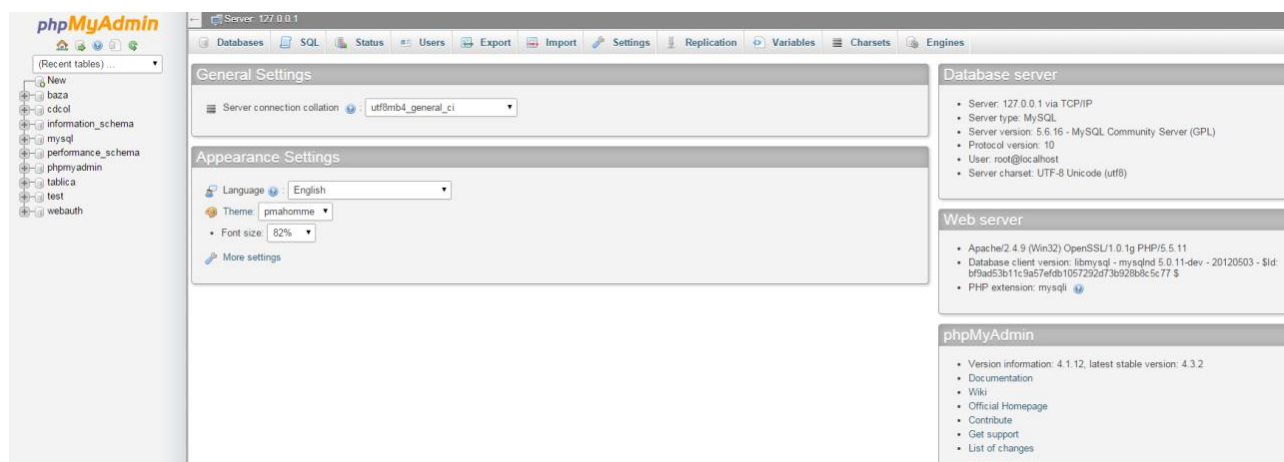 phpMyAdmin
(Recent tables) ...
New
baza
cdcol
information_schema
mysql
performance_schema
phpmyadmin
tablica
test
webauth
Server: 127.0.0.1
Databases SQL Status Users Export Import Settings Replication Variables Charsets Engines
General Settings
Server connection collation : utf8mb4_general_ci
Appearance Settings
Language : English
Theme: pmahomme
• Font size: 82%
More settings
Database server
• Server: 127.0.0.1 via TCP/IP
• Server type: MySQL
• Server version: 5.6.16 - MySQL Community Server (GPL)
• Protocol version: 10
• User: root@localhost
• Server charset: UTF-8 Unicode (utf8)
Web server
• Apache/2.4.9 (Win32) OpenSSL/1.0.1g PHP/5.5.11
• Database client version: libmysql - mysqlnd 5.0.11-dev - 20120503 - $Id:
bf9ad53b11c9a57efdb1057292d73b928b8c5c77 $
• PHP extension: mysqli
phpMyAdmin
• Version information: 4.1.12, latest stable version: 4.3.2
• Documentation
• Wiki
• Official Homepage
• Contribute
• Get support
• List of changes